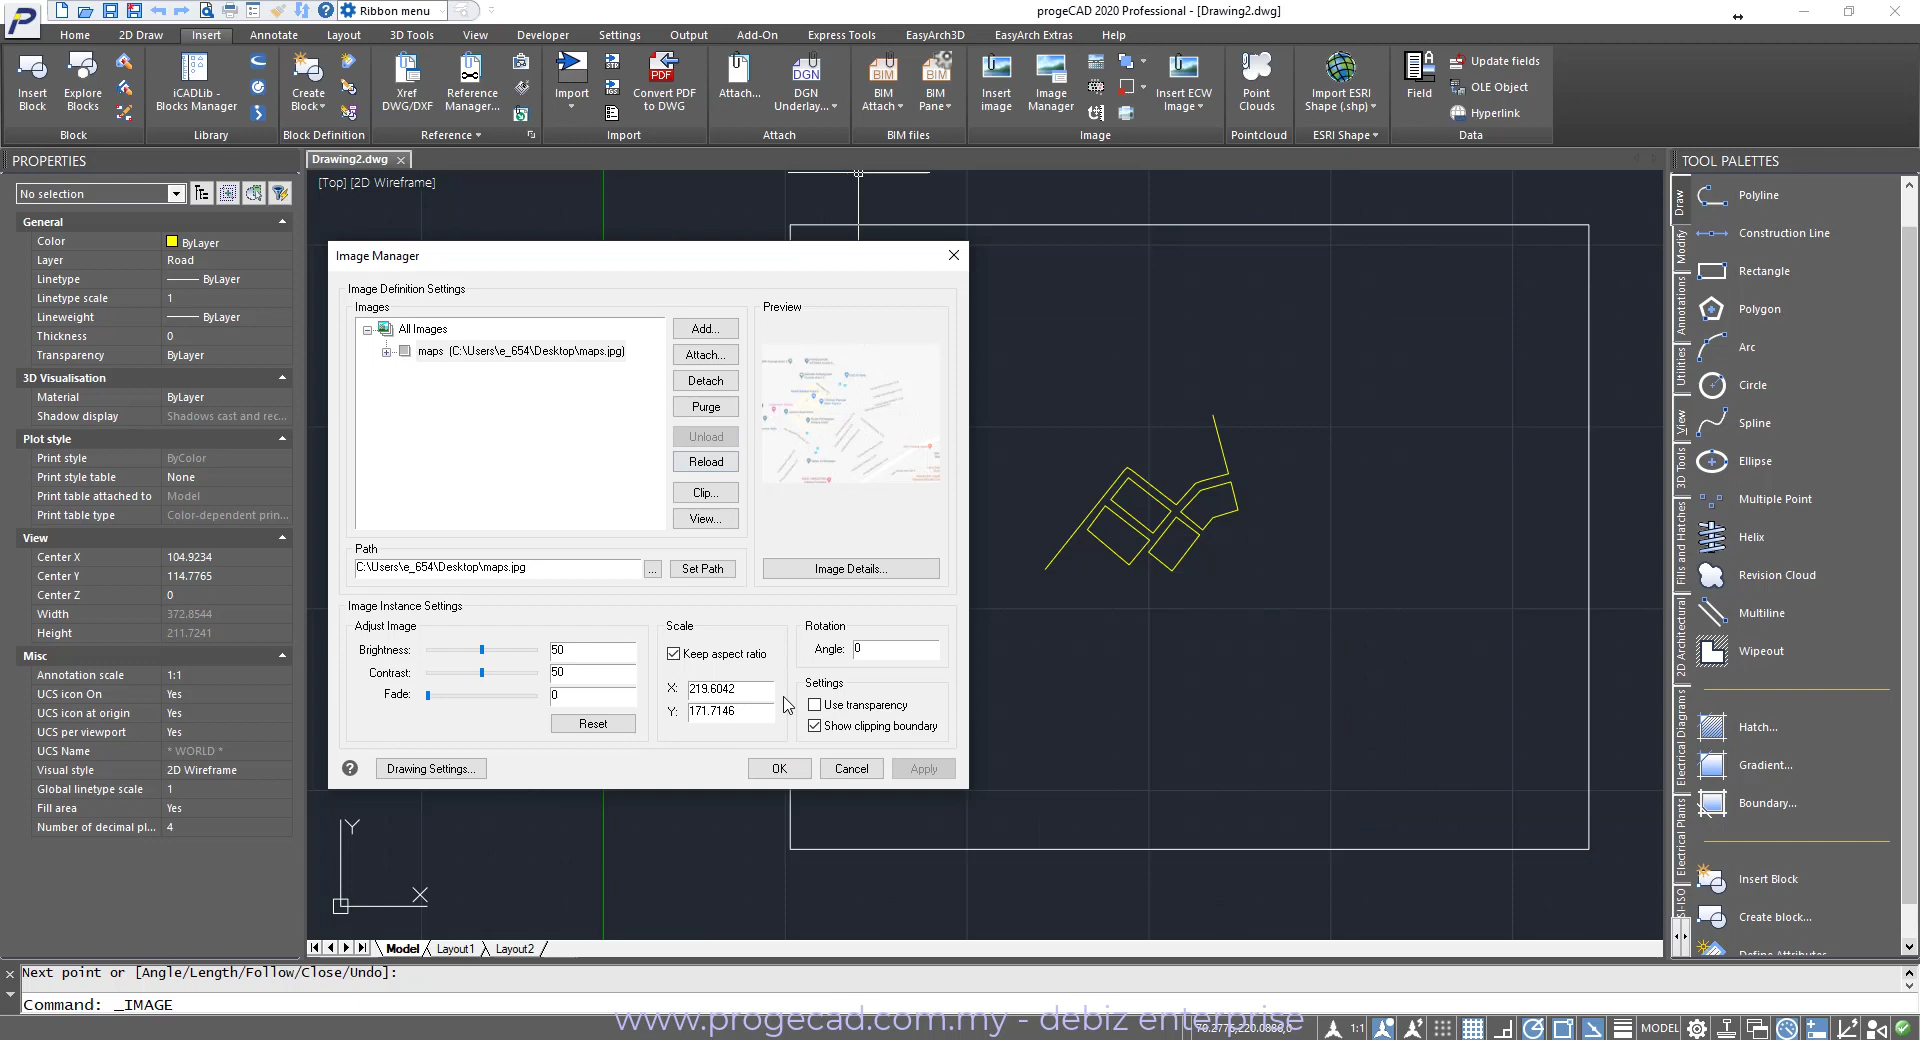 Ribbon menu
progeCAD 2020 Professional - [Drawing2.dwg]
Home 2D Draw Insert Annotate Layout 3D Tools View Developer Settings Output Add-On Express Tools EasyArch3D EasyArch Extras Help
Insert Block
Explore Blocks
iCADLib - Blocks Manager
Create Block
Xref DWG/DXF
Reference Manager...
Import
Convert PDF to DWG
Attach...
DGN Underlay...
BIM Attach
BIM Pane
Insert image
Image Manager
Insert ECW Image
Point Clouds
Import ESRI Shape (.shp)
Field
Update fields
OLE Object
Hyperlink
Block Library Block Definition Reference Import Attach BIM files Image Pointcloud ESRI Shape Data
PROPERTIES
No selection
General
Color ByLayer
Layer Road
Linetype ByLayer
Linetype scale 1
Lineweight ByLayer
Thickness 0
Transparency ByLayer
3D Visualisation
Material ByLayer
Shadow display Shadows cast and rec...
Plot style
Print style ByColor
Print style table None
Print table attached to Model
Print table type Color-dependent prin...
View
Center X 104.9234
Center Y 114.7765
Center Z 0
Width 372.8544
Height 211.7241
Misc
Annotation scale 1:1
UCS icon On Yes
UCS icon at origin Yes
UCS per viewport Yes
UCS Name * WORLD *
Visual style 2D Wireframe
Global linetype scale 1
Fill area Yes
Number of decimal pl... 4
Drawing2.dwg
[Top] [2D Wireframe]
Image Manager
Image Definition Settings
Images
All Images
maps (C:\Users\e_654\Desktop\maps.jpg)
Add...
Attach...
Detach
Purge
Unload
Reload
Clip...
View...
Preview
Path
C:\Users\e_654\Desktop\maps.jpg
...
Set Path
Image Details...
Image Instance Settings
Adjust Image
Brightness: 50
Contrast: 50
Fade: 0
Reset
Scale
Keep aspect ratio
X: 219.6042
Y: 171.7146
Rotation
Angle: 0
Settings
Use transparency
Show clipping boundary
Drawing Settings...
OK
Cancel
Apply
Y
X
Model Layout1 Layout2
TOOL PALETTES
Draw
Modify
Annotations
Utilities
View
3D Tools
Fills and Hatches
2D Architectural
Electrical Diagrams
Electrical Plants
SI-ISO
Polyline
Construction Line
Rectangle
Polygon
Arc
Circle
Spline
Ellipse
Multiple Point
Helix
Revision Cloud
Multiline
Wipeout
Hatch...
Gradient...
Boundary...
Insert Block
Create block...
Define Attributes
Next point or [Angle/Length/Follow/Close/Undo]:
Command: _IMAGE
www.progecad.com.my - debiz enterprise
1:1
MODEL